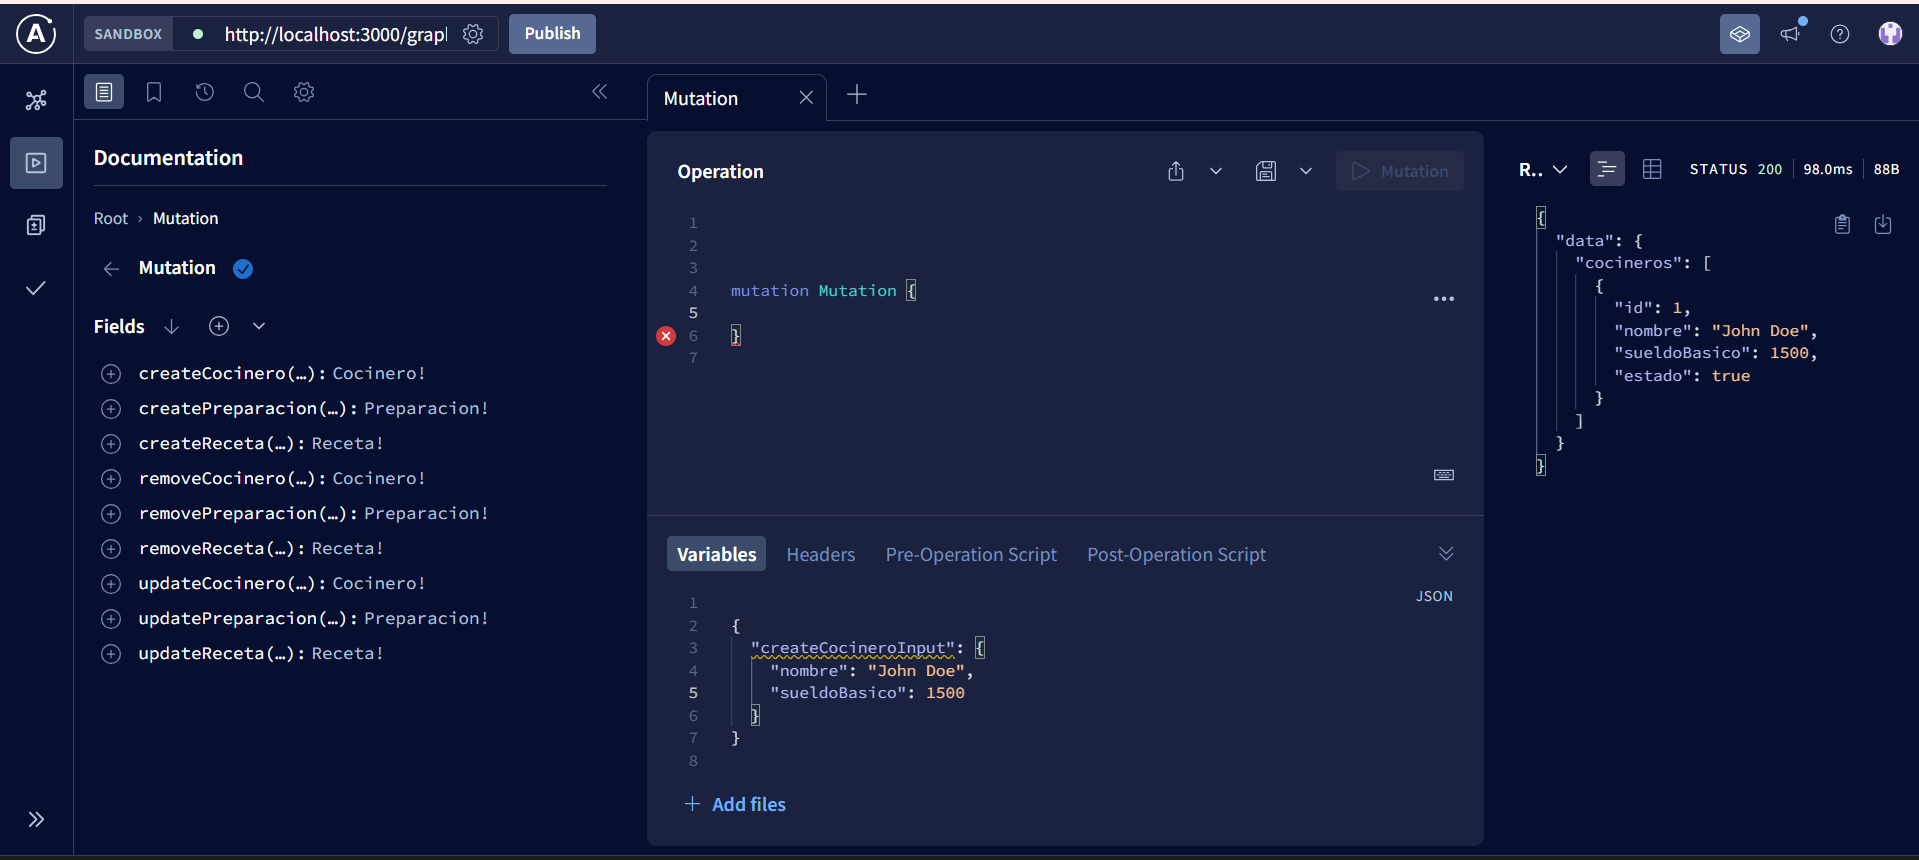 SANDBOX
http://localhost:3000/grap
Publish
Documentation
Root › Mutation
Mutation
Fields
createCocinero(…): Cocinero!
createPreparacion(…): Preparacion!
createReceta(…): Receta!
removeCocinero(…): Cocinero!
removePreparacion(…): Preparacion!
removeReceta(…): Receta!
updateCocinero(…): Cocinero!
updatePreparacion(…): Preparacion!
updateReceta(…): Receta!
Mutation
Operation
Mutation
1
2
3
4 mutation Mutation {
5
6 }
7
Variables Headers Pre-Operation Script Post-Operation Script
JSON
1
2 {
3 "createCocineroInput": {
4 "nombre": "John Doe",
5 "sueldoBasico": 1500
6 }
7 }
8
+ Add files
R.. STATUS 200 98.0ms 88B
{
"data": {
"cocineros": [
{
"id": 1,
"nombre": "John Doe",
"sueldoBasico": 1500,
"estado": true
}
]
}
}